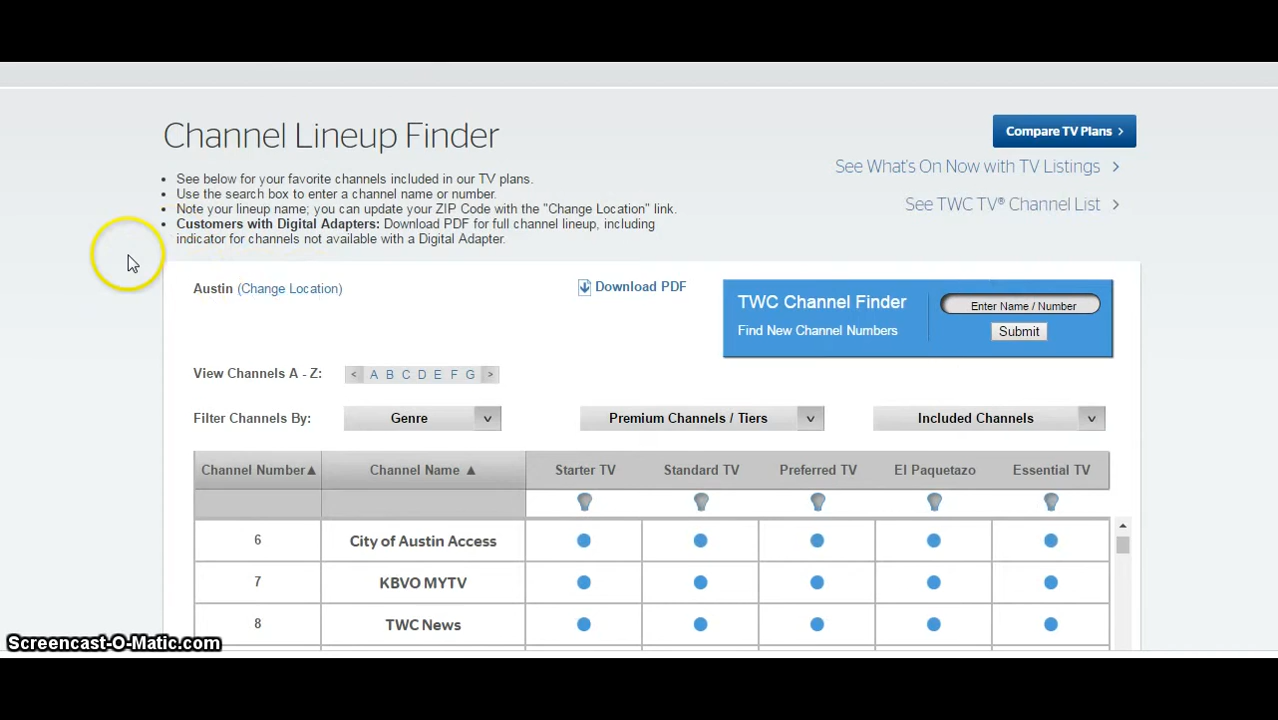 Channel Lineup Finder
Compare TV Plans >
See What's On Now with TV Listings >
See TWC TV® Channel List >
• See below for your favorite channels included in our TV plans.
• Use the search box to enter a channel name or number.
• Note your lineup name; you can update your ZIP Code with the "Change Location" link.
• Customers with Digital Adapters: Download PDF for full channel lineup, including
indicator for channels not available with a Digital Adapter.
Austin (Change Location)
Download PDF
TWC Channel Finder
Find New Channel Numbers
Enter Name / Number
Submit
View Channels A - Z: < A B C D E F G >
Filter Channels By: Genre Premium Channels / Tiers Included Channels
Channel Number▲ Channel Name ▲ Starter TV Standard TV Preferred TV El Paquetazo Essential TV
6 City of Austin Access
7 KBVO MYTV
8 TWC News
Screencast-O-Matic.com